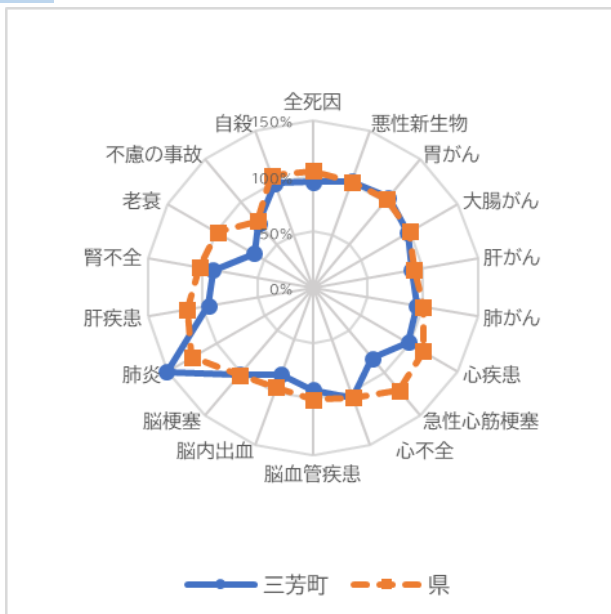 全死因
悪性新生物
胃がん
大腸がん
肝がん
肺がん
心疾患
急性心筋梗塞
心不全
脳血管疾患
脳内出血
脳梗塞
肺炎
肝疾患
腎不全
老衰
不慮の事故
自殺
150%
100%
50%
0%
三芳町
県